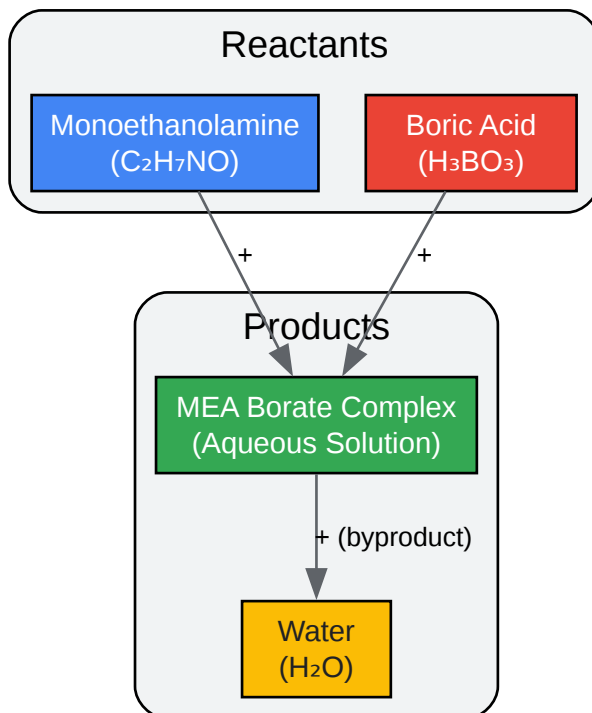 Reactants
Monoethanolamine
(C₂H₇NO)
Boric Acid
(H₃BO₃)
+
+
Products
MEA Borate Complex
(Aqueous Solution)
+ (byproduct)
Water
(H₂O)